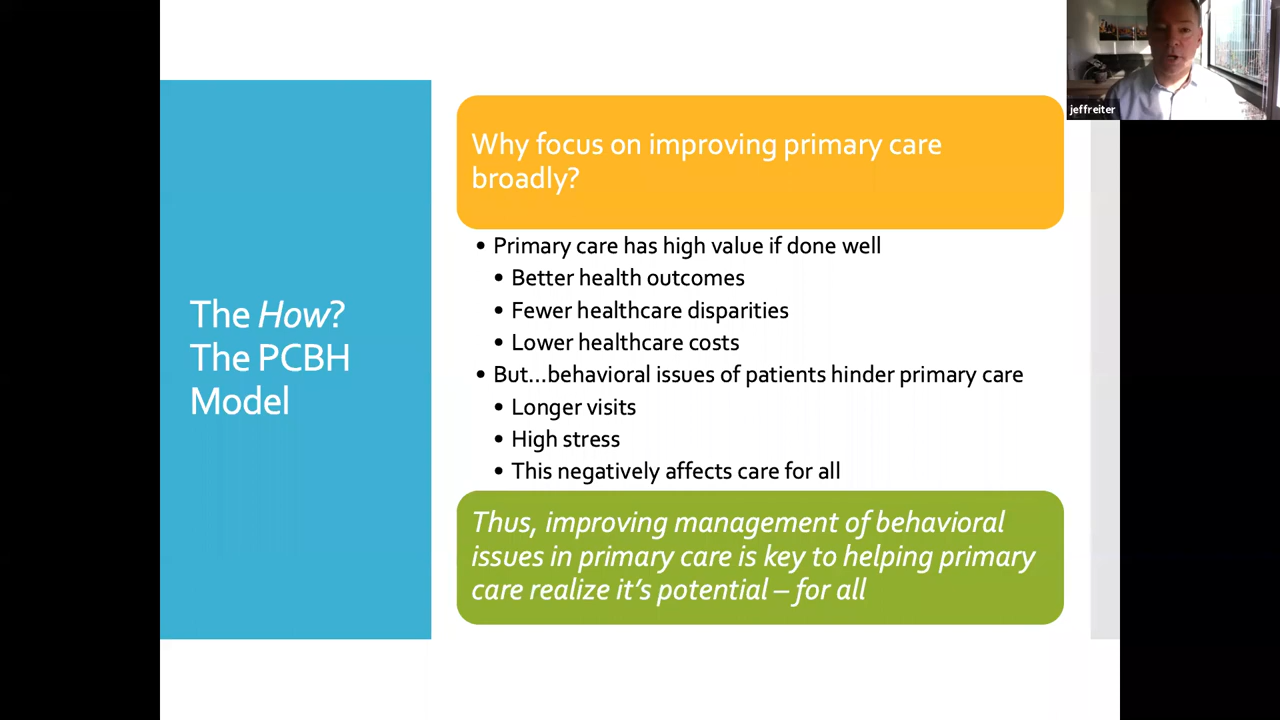 The How?
The PCBH
Model
Why focus on improving primary care
broadly?
• Primary care has high value if done well
• Better health outcomes
• Fewer healthcare disparities
• Lower healthcare costs
• But...behavioral issues of patients hinder primary care
• Longer visits
• High stress
• This negatively affects care for all
Thus, improving management of behavioral
issues in primary care is key to helping primary
care realize it's potential – for all
jeffreiter